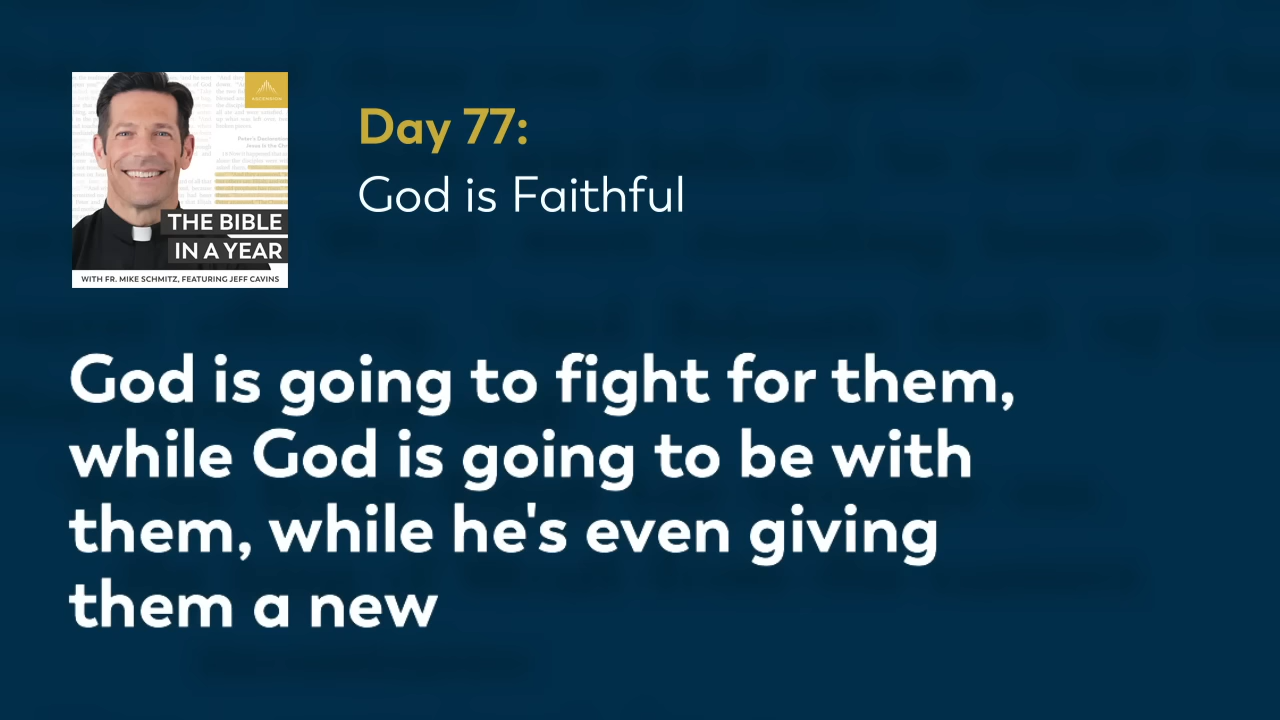 ASCENSION
THE BIBLE
IN A YEAR
WITH FR. MIKE SCHMITZ, FEATURING JEFF CAVINS
Day 77:
God is Faithful
God is going to fight for them,
while God is going to be with
them, while he's even giving
them a new